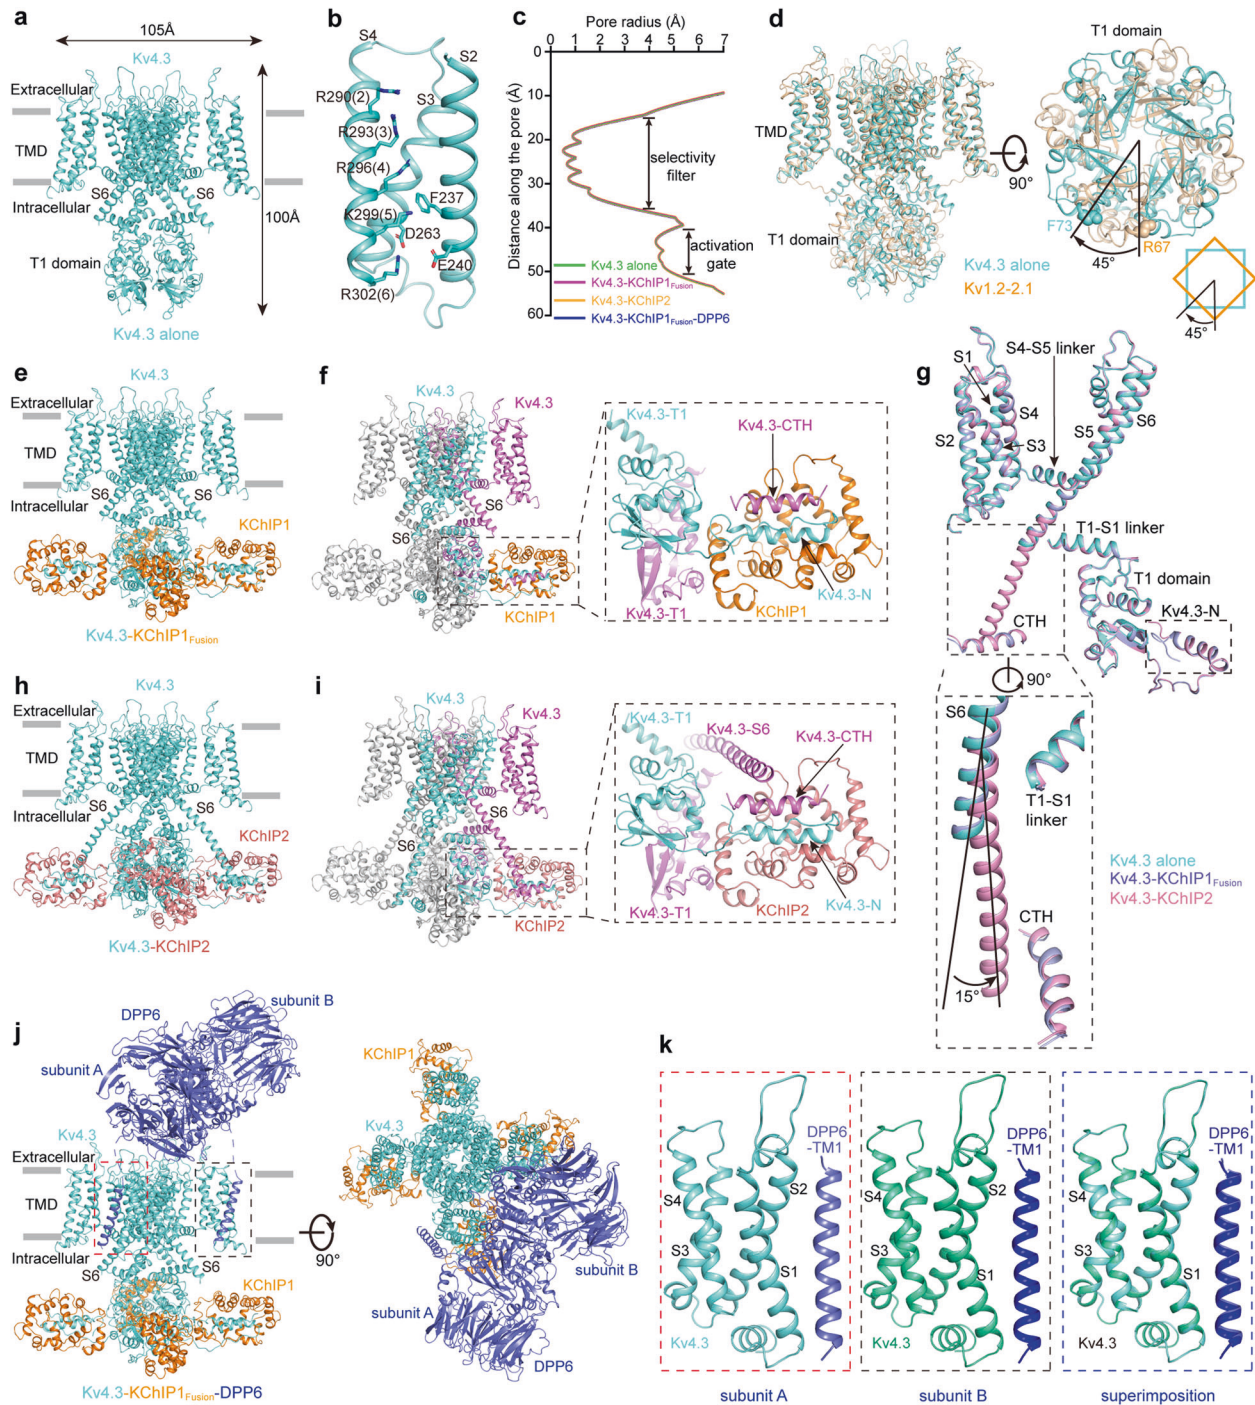 a
105Å
Kv4.3
Extracellular
TMD
S6
S6
Intracellular
100Å
T1 domain
Kv4.3 alone
b
S4
S2
R290(2)
S3
R293(3)
R296(4)
F237
K299(5)
D263
E240
R302(6)
c
Pore radius (Å)
0 1 2 3 4 5 6 7
Distance along the pore (Å)
0
10
20
30
40
50
60
selectivity
filter
activation
gate
Kv4.3 alone
Kv4.3-KChIP1Fusion
Kv4.3-KChIP2
Kv4.3-KChIP1Fusion-DPP6
d
T1 domain
TMD
90°
T1 domain
F73
R67
45°
Kv4.3 alone
Kv1.2-2.1
45°
e
Kv4.3
Extracellular
TMD
Intracellular
S6
S6
KChIP1
Kv4.3-KChIP1Fusion
f
Kv4.3
Kv4.3
S6
S6
KChIP1
Kv4.3-T1
Kv4.3-CTH
Kv4.3-N
KChIP1
Kv4.3-T1
g
S1
S4-S5 linker
S4
S6
S2
S3
S5
T1-S1 linker
T1 domain
Kv4.3-N
CTH
90°
S6
T1-S1
linker
CTH
15°
Kv4.3 alone
Kv4.3-KChIP1Fusion
Kv4.3-KChIP2
h
Kv4.3
Extracellular
TMD
Intracellular
S6
S6
KChIP2
Kv4.3-KChIP2
i
Kv4.3
Kv4.3
S6
S6
KChIP2
Kv4.3-T1
Kv4.3-S6
Kv4.3-CTH
Kv4.3-T1
KChIP2
Kv4.3-N
j
subunit B
DPP6
subunit A
Kv4.3
Extracellular
TMD
Intracellular
S6
S6
KChIP1
90°
Kv4.3-KChIP1Fusion-DPP6
KChIP1
Kv4.3
subunit B
subunit A
DPP6
k
DPP6
-TM1
S4
S2
S3
S1
Kv4.3
subunit A
DPP6
-TM1
S4
S2
S3
S1
Kv4.3
subunit B
DPP6
-TM1
S4
S2
S3
S1
Kv4.3
superimposition